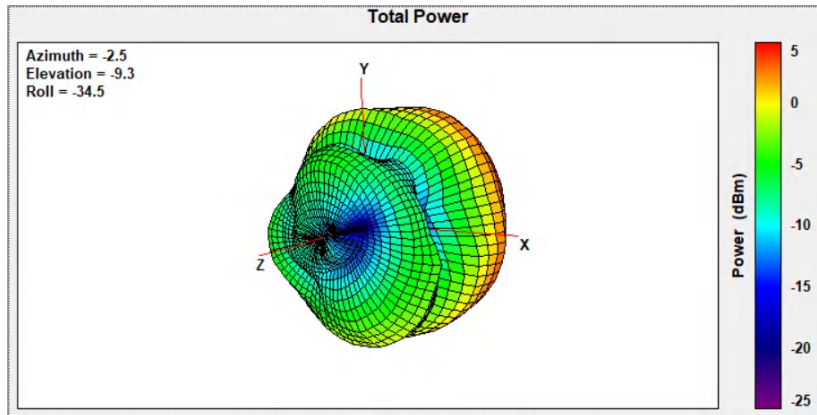 Total Power
Azimuth = -2.5
Elevation = -9.3
Roll = -34.5
Y
X
Z
5
0
-5
-10
-15
-20
-25
Power (dBm)